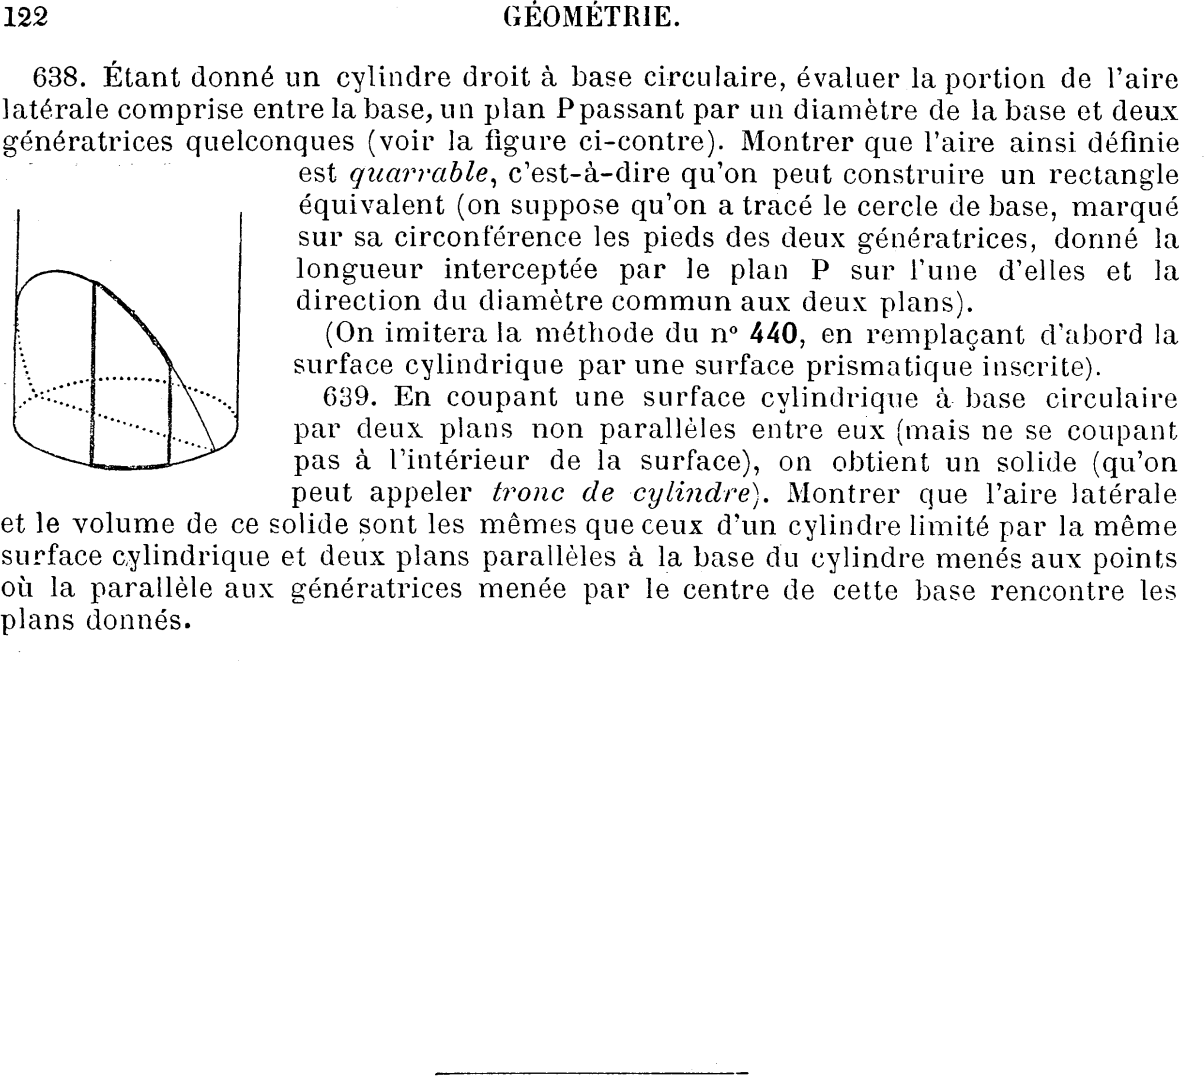 122
GÉOMÉTRIE.
638. Étant donné un cylindre droit à base circulaire, évaluer la portion de l'aire
latérale comprise entre la base, un plan P passant par un diamètre de la base et deux
génératrices quelconques (voir la figure ci-contre). Montrer que l'aire ainsi définie
est quarrable, c'est-à-dire qu'on peut construire un rectangle
équivalent (on suppose qu'on a tracé le cercle de base, marqué
sur sa circonférence les pieds des deux génératrices, donné la
longueur interceptée par le plan P sur l'une d'elles et la
direction du diamètre commun aux deux plans).
(On imitera la méthode du n° 440, en remplaçant d'abord la
surface cylindrique par une surface prismatique inscrite).
639. En coupant une surface cylindrique à base circulaire
par deux plans non parallèles entre eux (mais ne se coupant
pas à l'intérieur de la surface), on obtient un solide (qu'on
peut appeler tronc de cylindre). Montrer que l'aire latérale
et le volume de ce solide sont les mêmes que ceux d'un cylindre limité par la même
surface cylindrique et deux plans parallèles à la base du cylindre menés aux points
où la parallèle aux génératrices menée par le centre de cette base rencontre les
plans donnés.